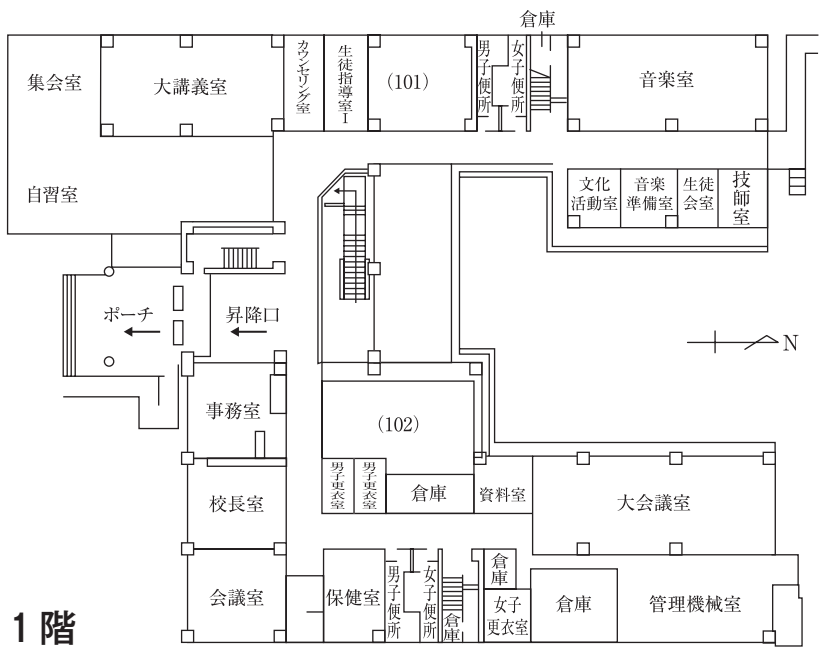 倉庫
集会室
大講義室
カウンセリング室
生徒指導室Ⅰ
(101)
男子便所
女子便所
音楽室
自習室
文化
活動室
音楽
準備室
生徒
会室
技師室
ポーチ
昇降口
N
事務室
(102)
男子更衣室
男子更衣室
倉庫
資料室
校長室
大会議室
会議室
保健室
男子便所
女子便所
倉庫
倉庫
女子
更衣室
倉庫
管理機械室
1階